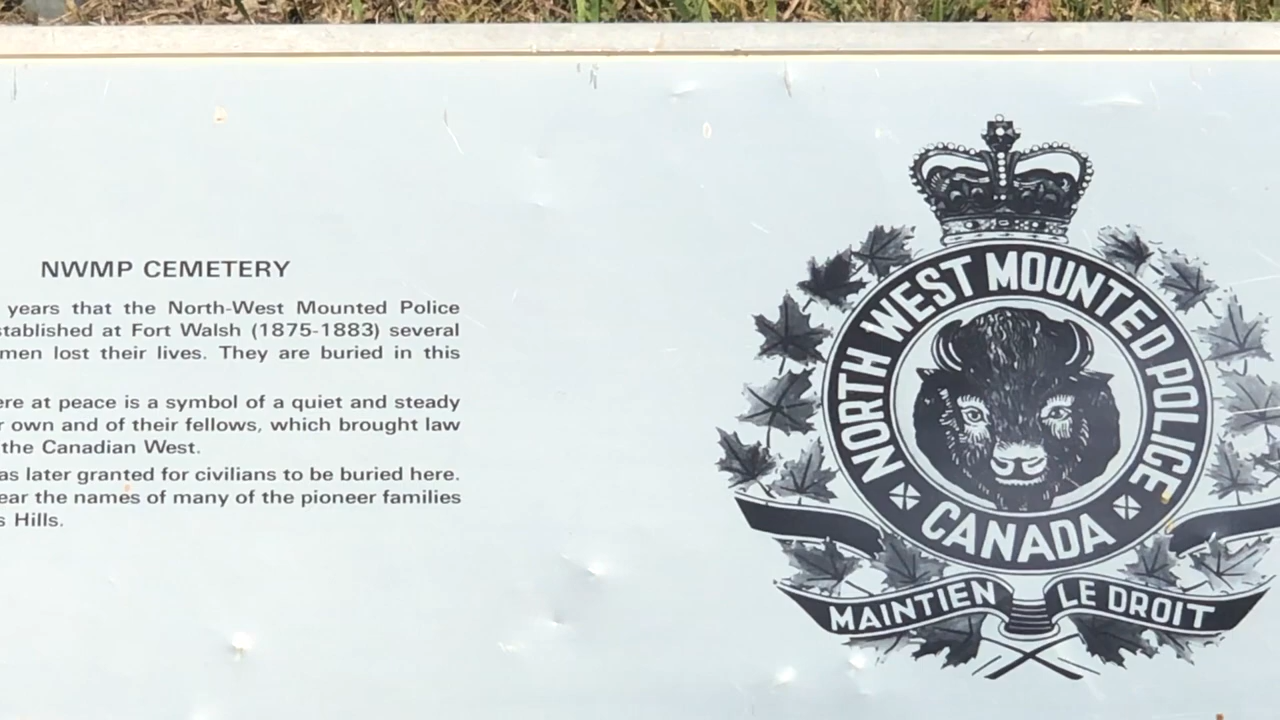 NWMP CEMETERY
years that the North-West Mounted Police
stablished at Fort Walsh (1875-1883) several
men lost their lives. They are buried in this
ere at peace is a symbol of a quiet and steady
r own and of their fellows, which brought law
the Canadian West.
as later granted for civilians to be buried here.
ear the names of many of the pioneer families
s Hills.
NORTH WEST MOUNTED POLICE
CANADA
MAINTIEN LE DROIT